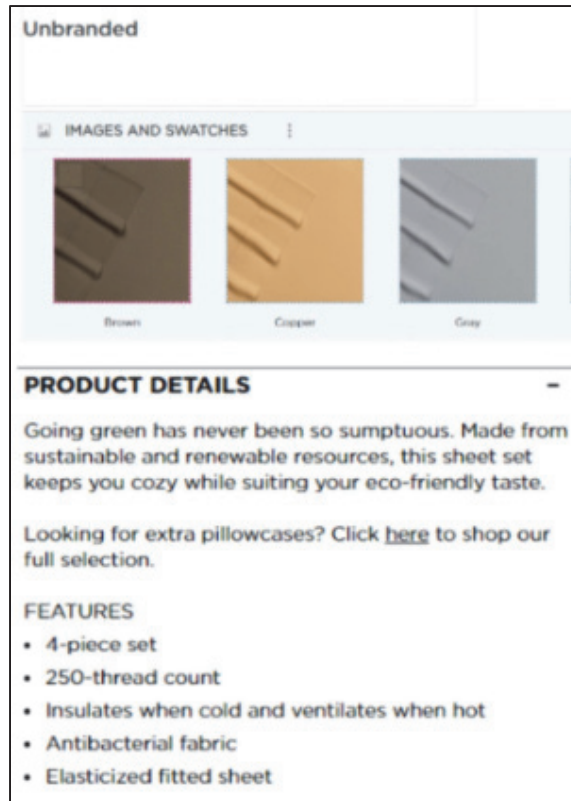 Unbranded
IMAGES AND SWATCHES
Brown
Copper
Gray
PRODUCT DETAILS –
Going green has never been so sumptuous. Made from
sustainable and renewable resources, this sheet set
keeps you cozy while suiting your eco-friendly taste.
Looking for extra pillowcases? Click here to shop our
full selection.
FEATURES
• 4-piece set
• 250-thread count
• Insulates when cold and ventilates when hot
• Antibacterial fabric
• Elasticized fitted sheet